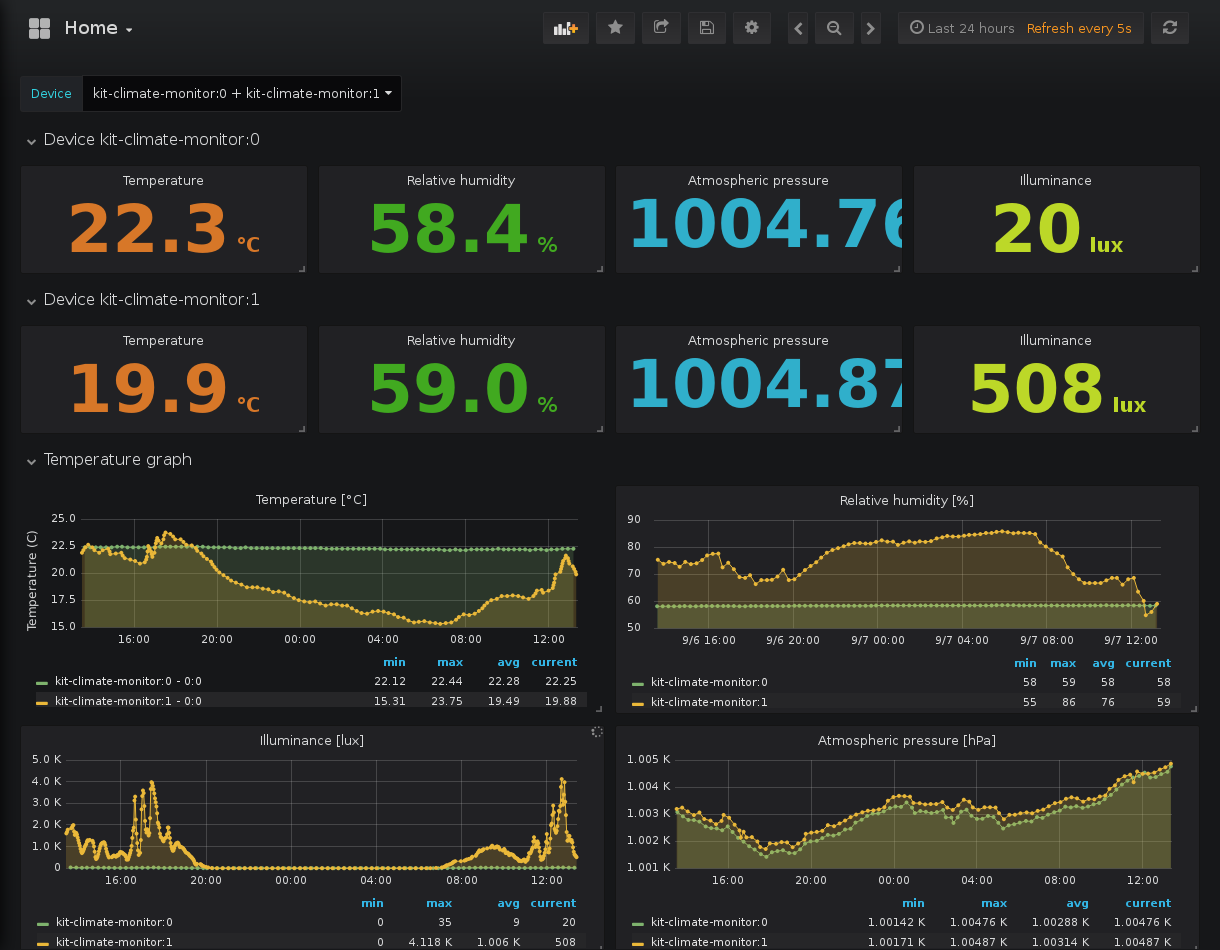 Home
Last 24 hours Refresh every 5s
Device kit-climate-monitor:0 + kit-climate-monitor:1
Device kit-climate-monitor:0
Temperature Relative humidity Atmospheric pressure Illuminance
22.3 °C 58.4 % 1004.76 20 lux
Device kit-climate-monitor:1
Temperature Relative humidity Atmospheric pressure Illuminance
19.9 °C 59.0 % 1004.87 508 lux
Temperature graph
Temperature [°C]
Temperature (C)
25.0
22.5
20.0
17.5
15.0
16:00 20:00 00:00 04:00 08:00 12:00
min max avg current
kit-climate-monitor:0 - 0:0 22.12 22.44 22.28 22.25
kit-climate-monitor:1 - 0:0 15.31 23.75 19.49 19.88
Relative humidity [%]
90
80
70
60
50
9/6 16:00 9/6 20:00 9/7 00:00 9/7 04:00 9/7 08:00 9/7 12:00
min max avg current
kit-climate-monitor:0 58 59 58 58
kit-climate-monitor:1 55 86 76 59
Illuminance [lux]
5.0 K
4.0 K
3.0 K
2.0 K
1.0 K
0
16:00 20:00 00:00 04:00 08:00 12:00
min max avg current
kit-climate-monitor:0 0 35 9 20
kit-climate-monitor:1 0 4.118 K 1.006 K 508
Atmospheric pressure [hPa]
1.005 K
1.004 K
1.003 K
1.002 K
1.001 K
16:00 20:00 00:00 04:00 08:00 12:00
min max avg current
kit-climate-monitor:0 1.00142 K 1.00476 K 1.00288 K 1.00476 K
kit-climate-monitor:1 1.00171 K 1.00487 K 1.00314 K 1.00487 K